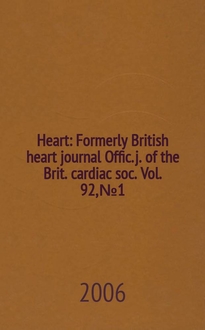 Heart: Formerly British
heart journal Offic.j. of the
Brit. cardiac soc. Vol.
92,№1
2006